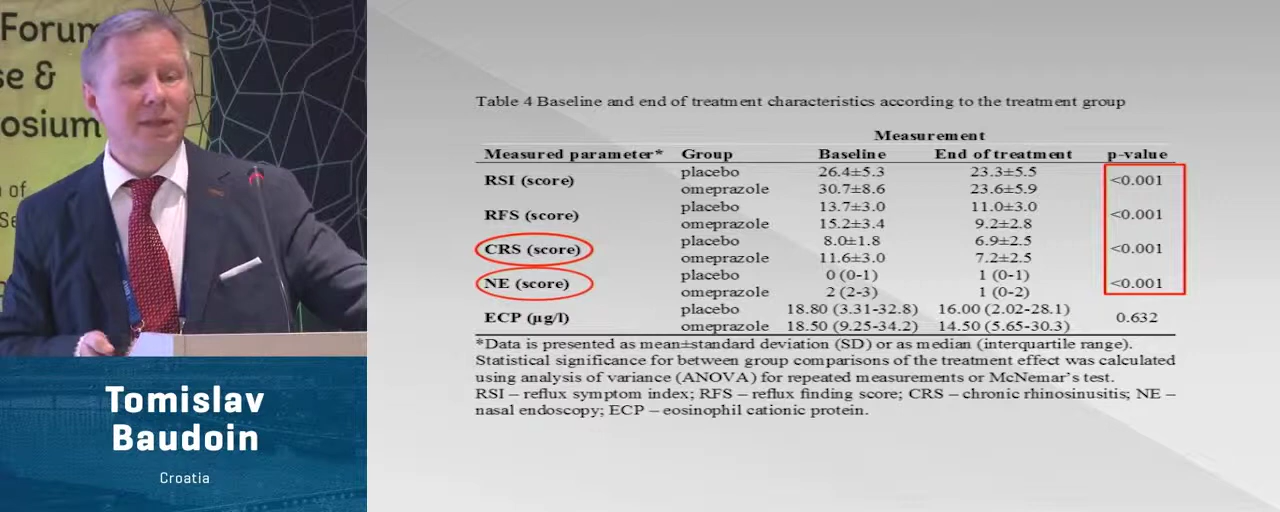 Forum
se &
osium
n of
Se
Tomislav
Baudoin
Croatia
Table 4 Baseline and end of treatment characteristics according to the treatment group
Measurement
Measured parameter* Group Baseline End of treatment p-value
RSI (score) placebo 26.4±5.3 23.3±5.5 <0.001
omeprazole 30.7±8.6 23.6±5.9
RFS (score) placebo 13.7±3.0 11.0±3.0 <0.001
omeprazole 15.2±3.4 9.2±2.8
CRS (score) placebo 8.0±1.8 6.9±2.5 <0.001
omeprazole 11.6±3.0 7.2±2.5
NE (score) placebo 0 (0-1) 1 (0-1) <0.001
omeprazole 2 (2-3) 1 (0-2)
ECP (µg/l) placebo 18.80 (3.31-32.8) 16.00 (2.02-28.1) 0.632
omeprazole 18.50 (9.25-34.2) 14.50 (5.65-30.3)
*Data is presented as mean±standard deviation (SD) or as median (interquartile range).
Statistical significance for between group comparisons of the treatment effect was calculated
using analysis of variance (ANOVA) for repeated measurements or McNemar's test.
RSI – reflux symptom index; RFS – reflux finding score; CRS – chronic rhinosinusitis; NE –
nasal endoscopy; ECP – eosinophil cationic protein.